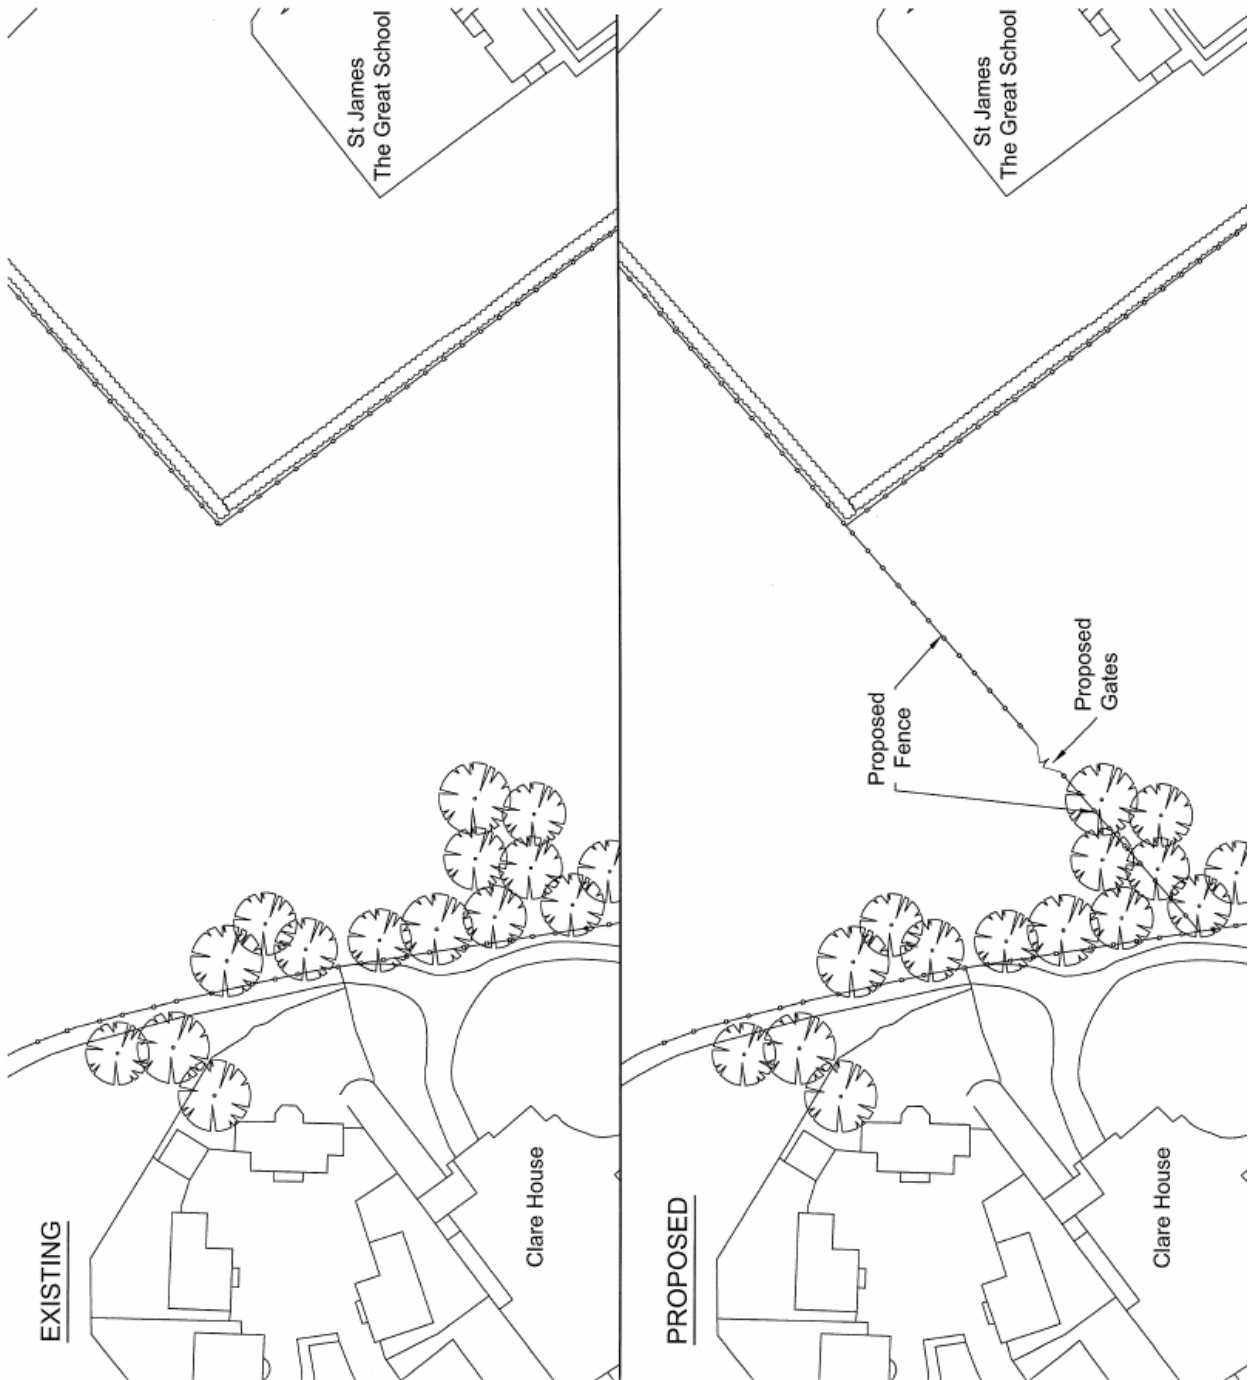 EXISTING
Clare House
St James
The Great School
PROPOSED
Clare House
Proposed
Fence
Proposed
Gates
St James
The Great School